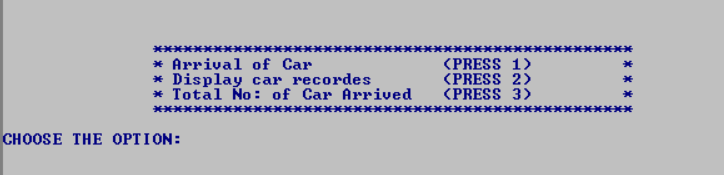 ************************************************
* Arrival of Car (PRESS 1) *
* Display car recordes (PRESS 2) *
* Total No: of Car Arrived (PRESS 3) *
************************************************
CHOOSE THE OPTION: